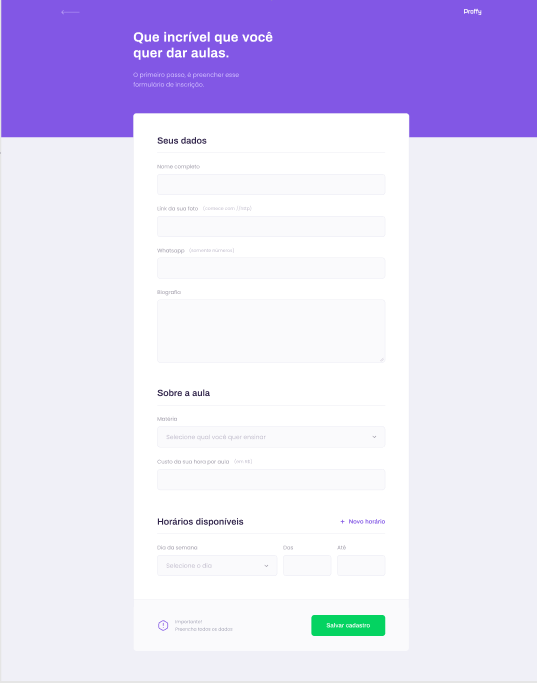 Proffy
Que incrível que você
quer dar aulas.
O primeiro passo, é preencher esse
formulário de inscrição.
Seus dados
Nome completo
Link da sua foto (comece com //http)
Whatsapp (somente números)
Biografia
Sobre a aula
Matéria
Selecione qual você quer ensinar
Custo da sua hora por aula (em R$)
Horários disponíveis
+ Novo horário
Dia da semana
Das
Até
Selecione o dia
Importante!
Preencha todos os dados
Salvar cadastro